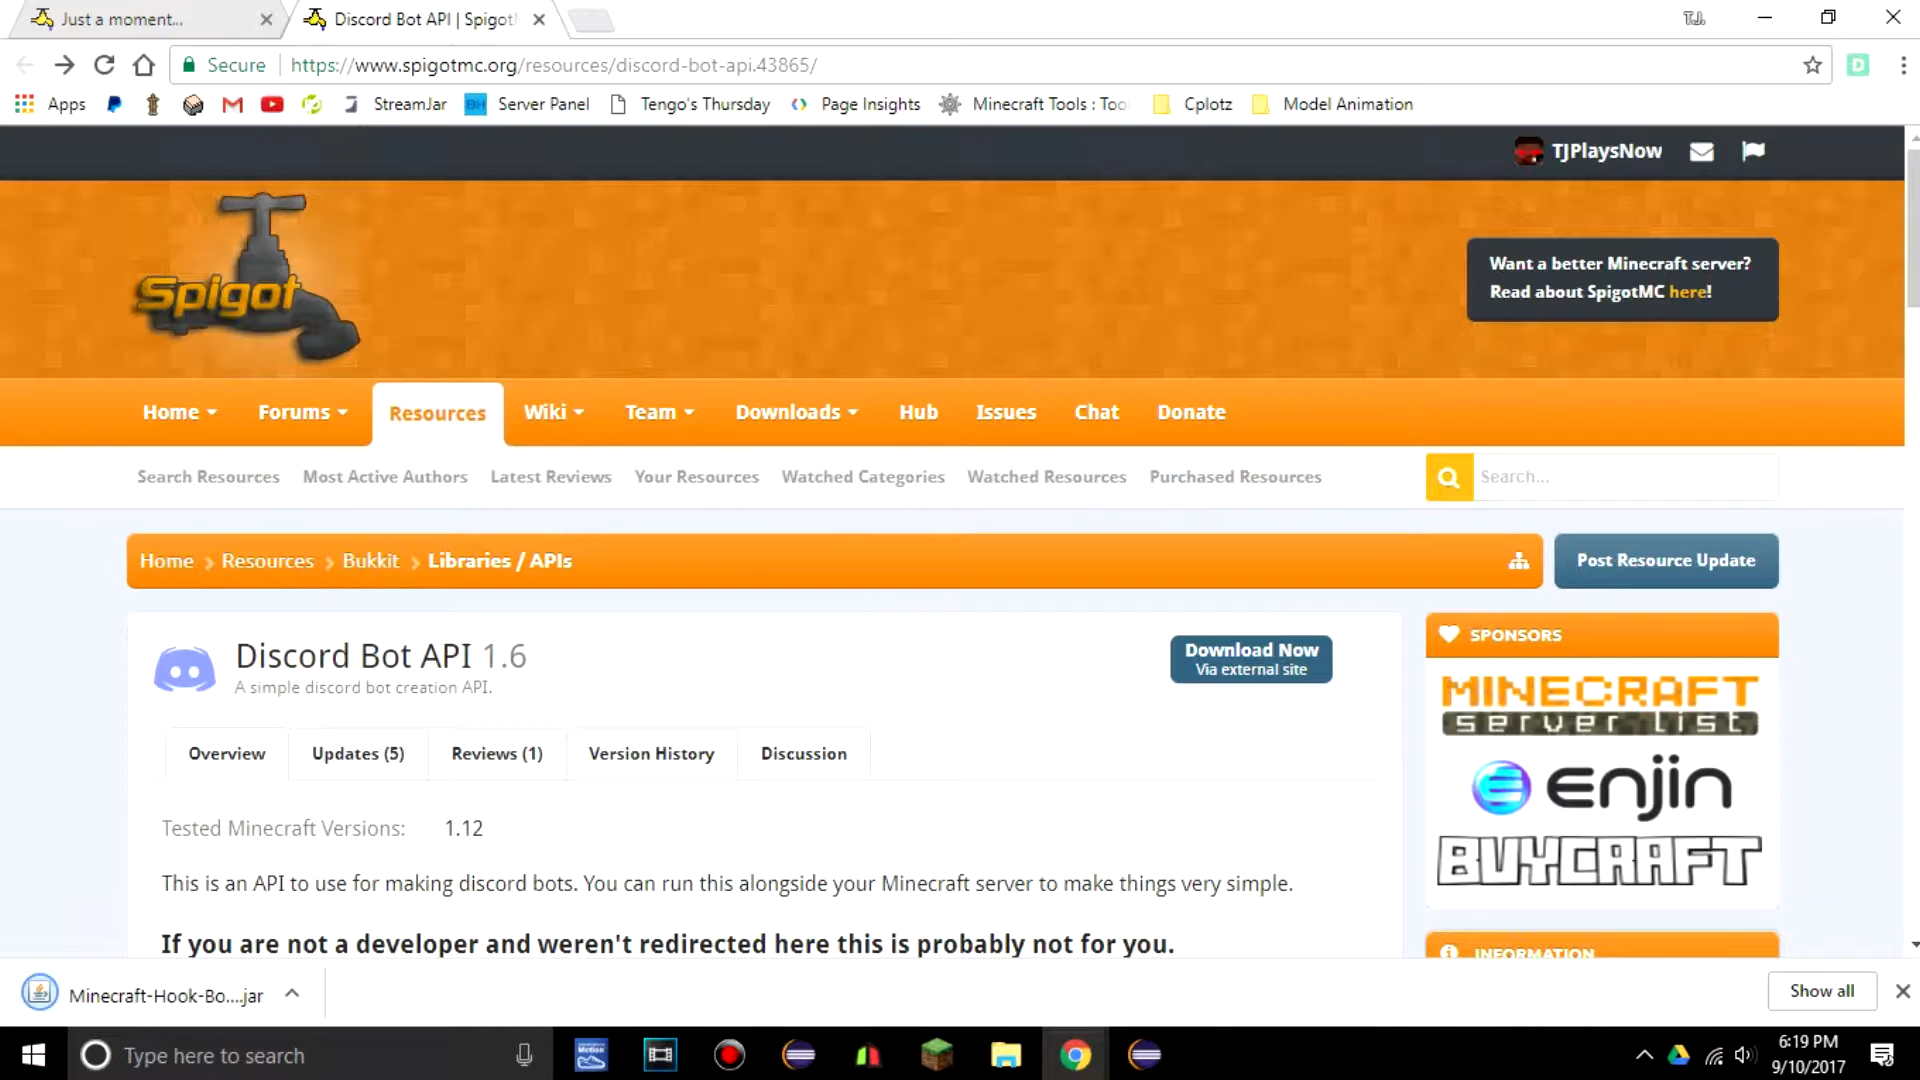 Just a moment...
Discord Bot API | Spigot
TJ.
Secure https://www.spigotmc.org/resources/discord-bot-api.43865/
Apps StreamJar BH Server Panel Tengo's Thursday Page Insights Minecraft Tools : Too Cplotz Model Animation
TJPlaysNow
Spigot
Want a better Minecraft server?
Read about SpigotMC here!
Home Forums Resources Wiki Team Downloads Hub Issues Chat Donate
Search Resources Most Active Authors Latest Reviews Your Resources Watched Categories Watched Resources Purchased Resources Search...
Home Resources Bukkit Libraries / APIs
Post Resource Update
Discord Bot API 1.6
A simple discord bot creation API.
Download Now
Via external site
SPONSORS
MINECRAFT
server list
enjin
BUYCRAFT
Overview Updates (5) Reviews (1) Version History Discussion
Tested Minecraft Versions: 1.12
This is an API to use for making discord bots. You can run this alongside your Minecraft server to make things very simple.
If you are not a developer and weren't redirected here this is probably not for you.
INFORMATION
Minecraft-Hook-Bo....jar
Show all
Type here to search
6:19 PM
9/10/2017